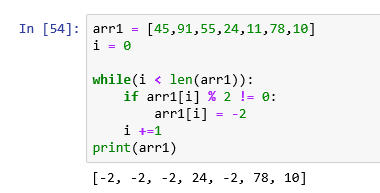 In [54]: arr1 = [45,91,55,24,11,78,10]
i = 0

while(i < len(arr1)):
    if arr1[i] % 2 != 0:
        arr1[i] = -2
    i +=1
print(arr1)
[-2, -2, -2, 24, -2, 78, 10]